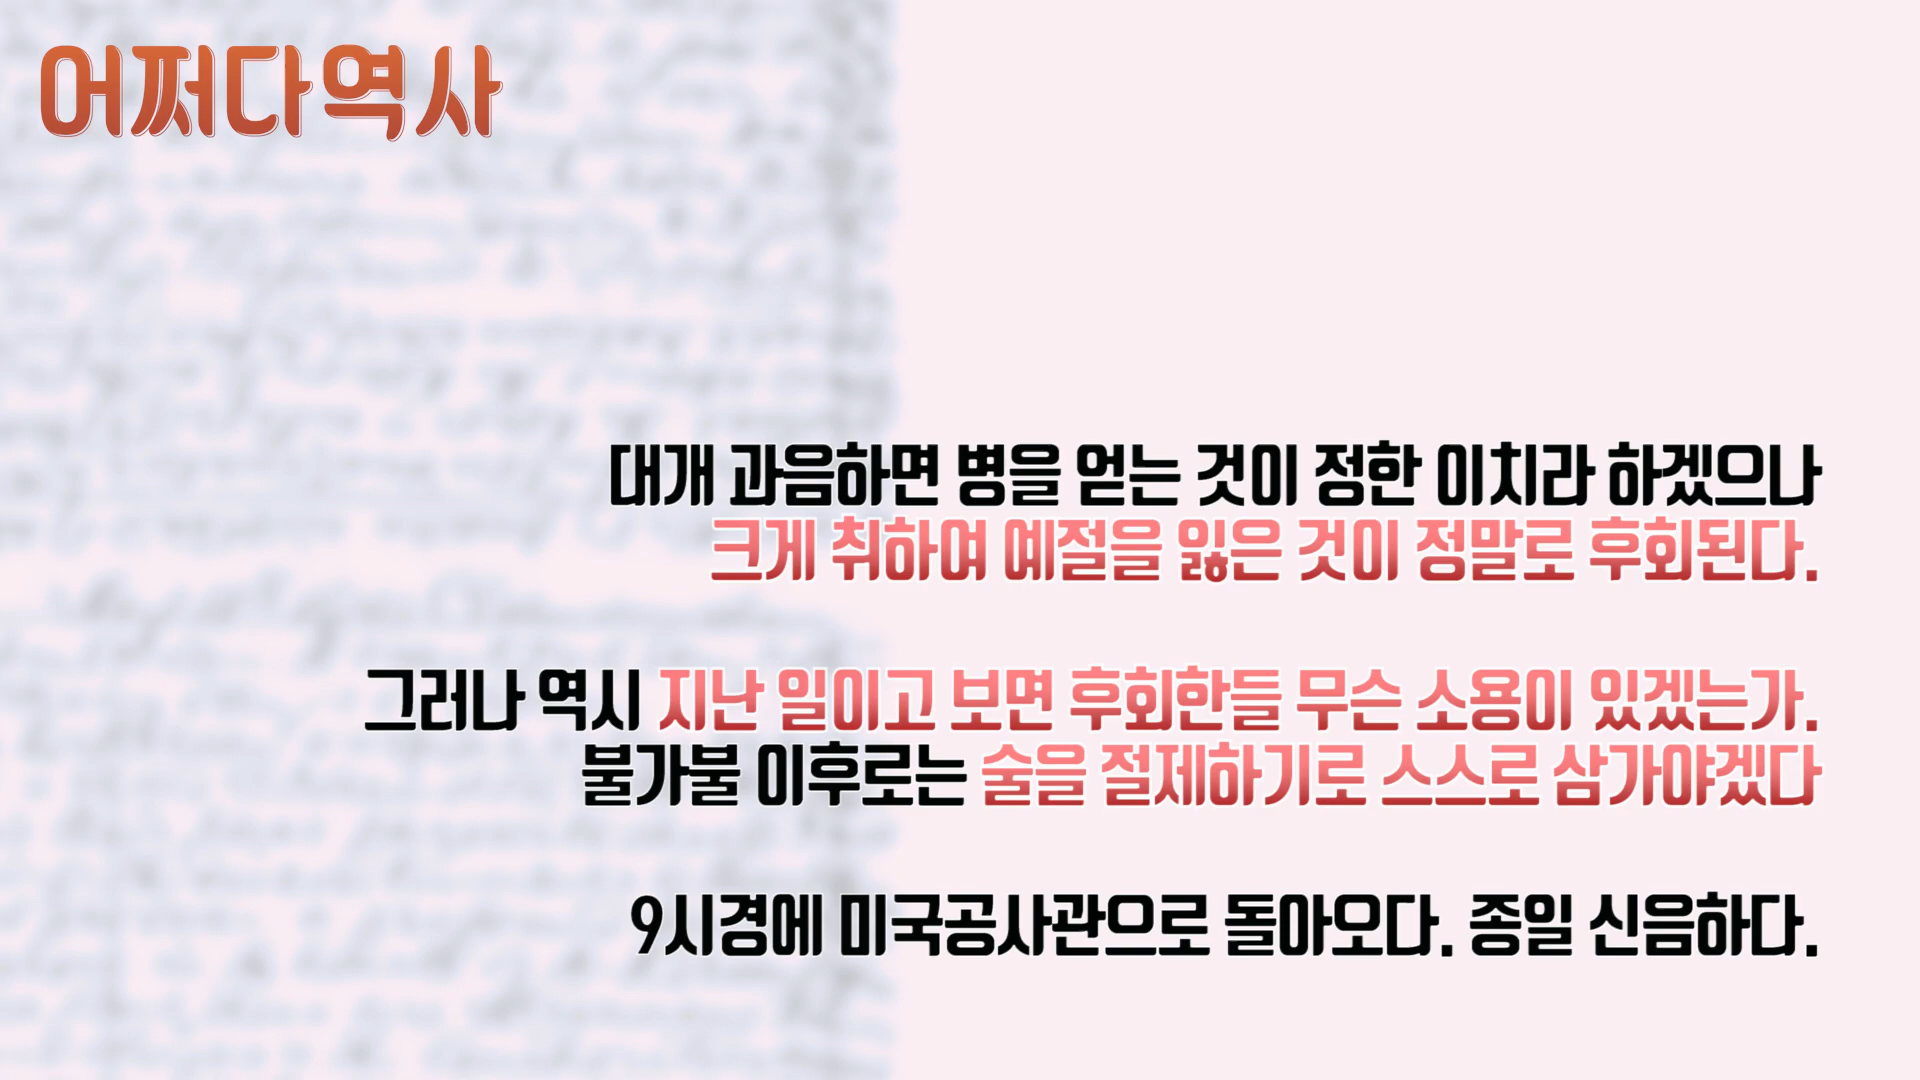 어쩌다역사
대개 과음하면 병을 얻는 것이 정한 이치라 하겠으나
크게 취하여 예절을 잃은 것이 정말로 후회된다.
그러나 역시 지난 일이고 보면 후회한들 무슨 소용이 있겠는가.
불가불 이후로는 술을 절제하기로 스스로 삼가야겠다
9시경에 미국공사관으로 돌아오다. 종일 신음하다.